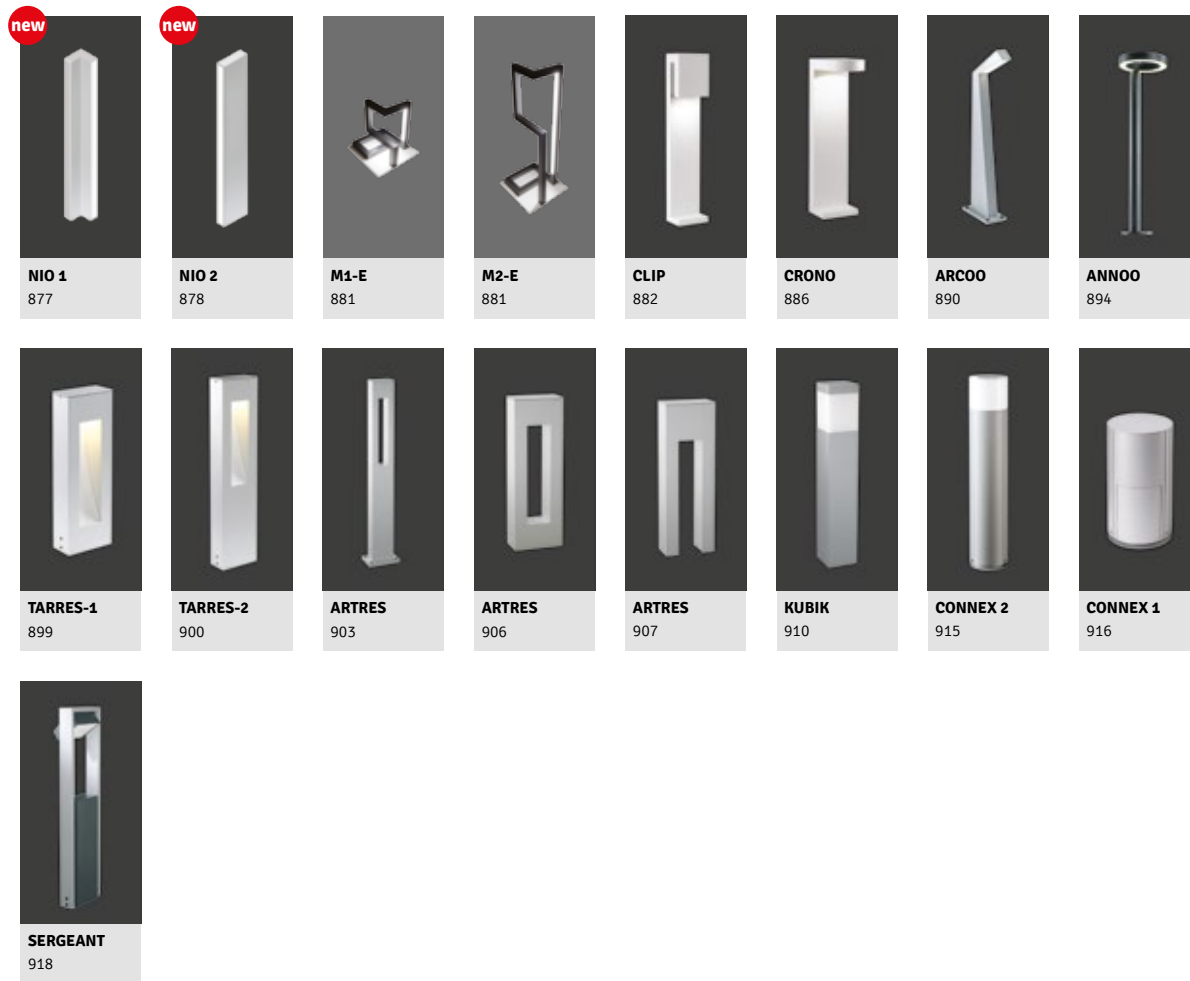 new
new
NIO 1
877
NIO 2
878
M1-E
881
M2-E
881
CLIP
882
CRONO
886
ARCOO
890
ANNOO
894
TARRES-1
899
TARRES-2
900
ARTRES
903
ARTRES
906
ARTRES
907
KUBIK
910
CONNEX 2
915
CONNEX 1
916
SERGEANT
918